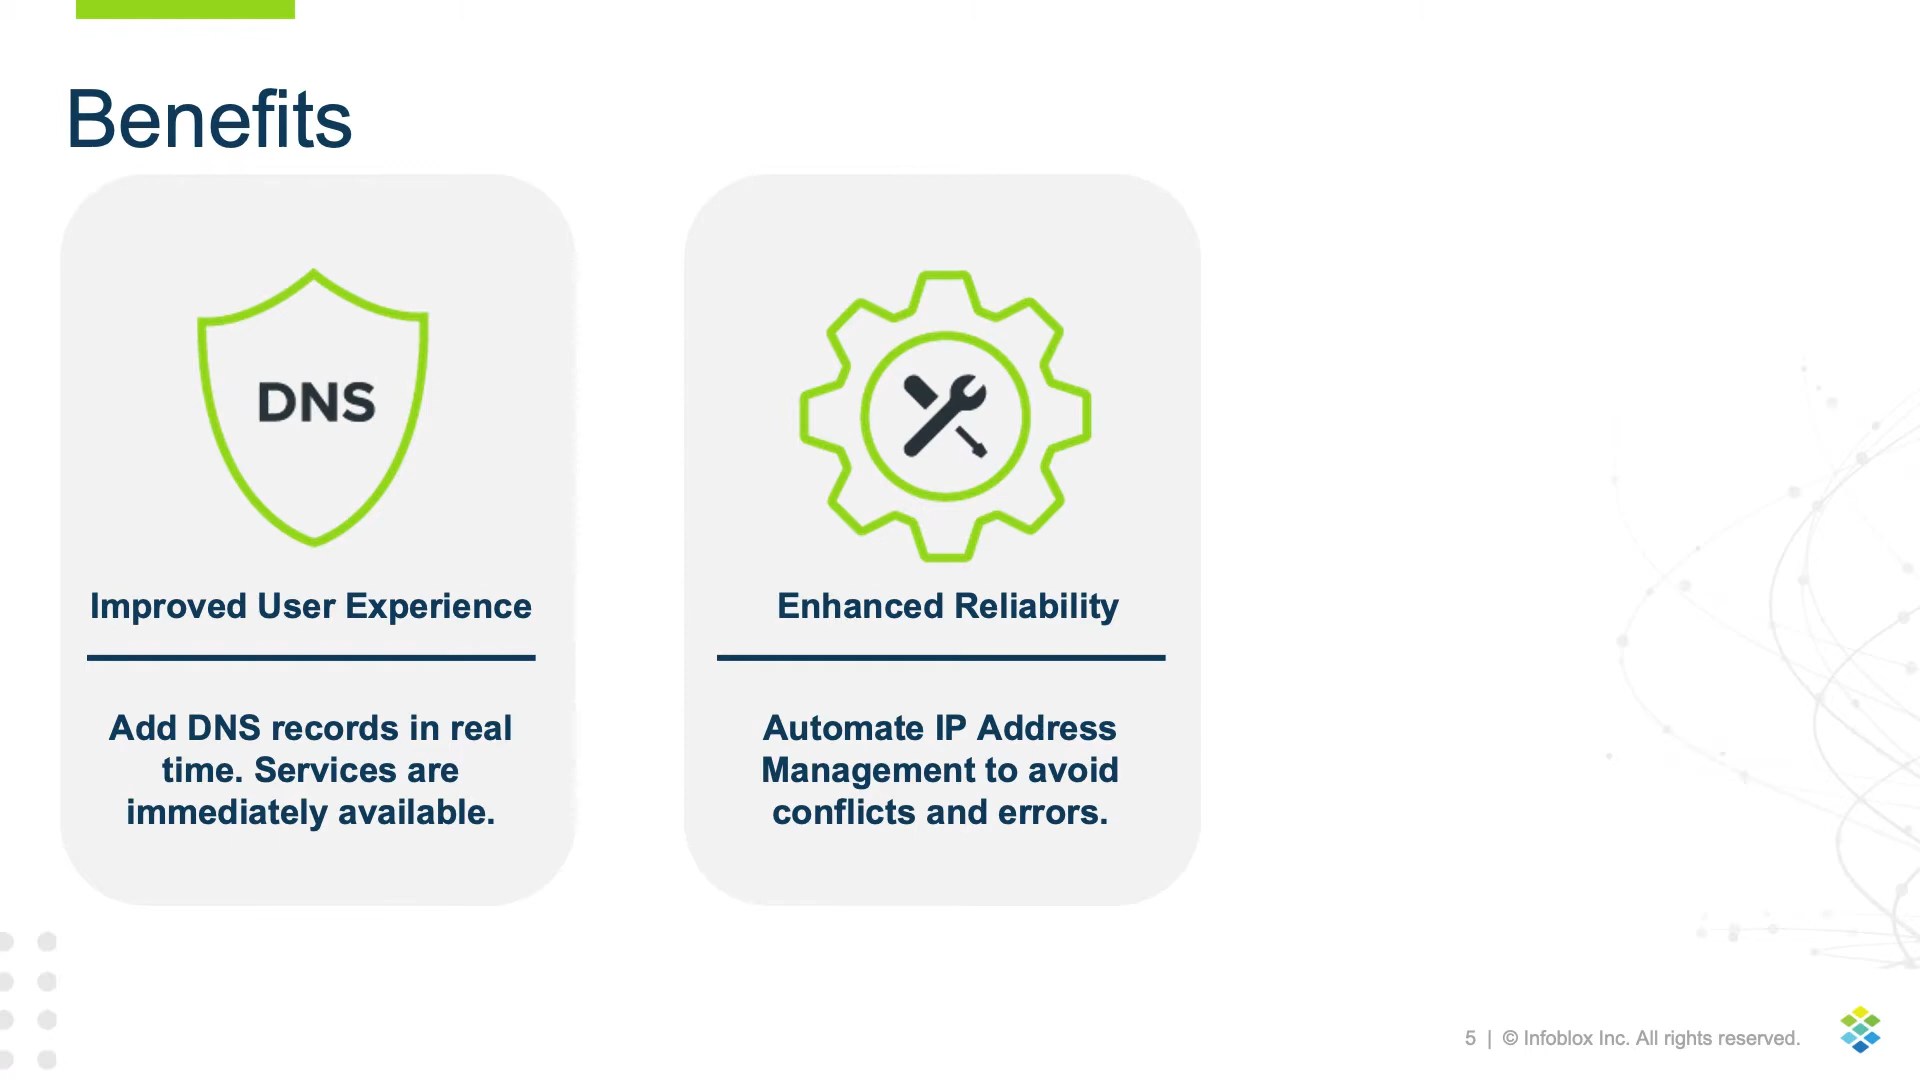 Benefits
DNS
Improved User Experience
Add DNS records in real
time. Services are
immediately available.
Enhanced Reliability
Automate IP Address
Management to avoid
conflicts and errors.
5 | © Infoblox Inc. All rights reserved.